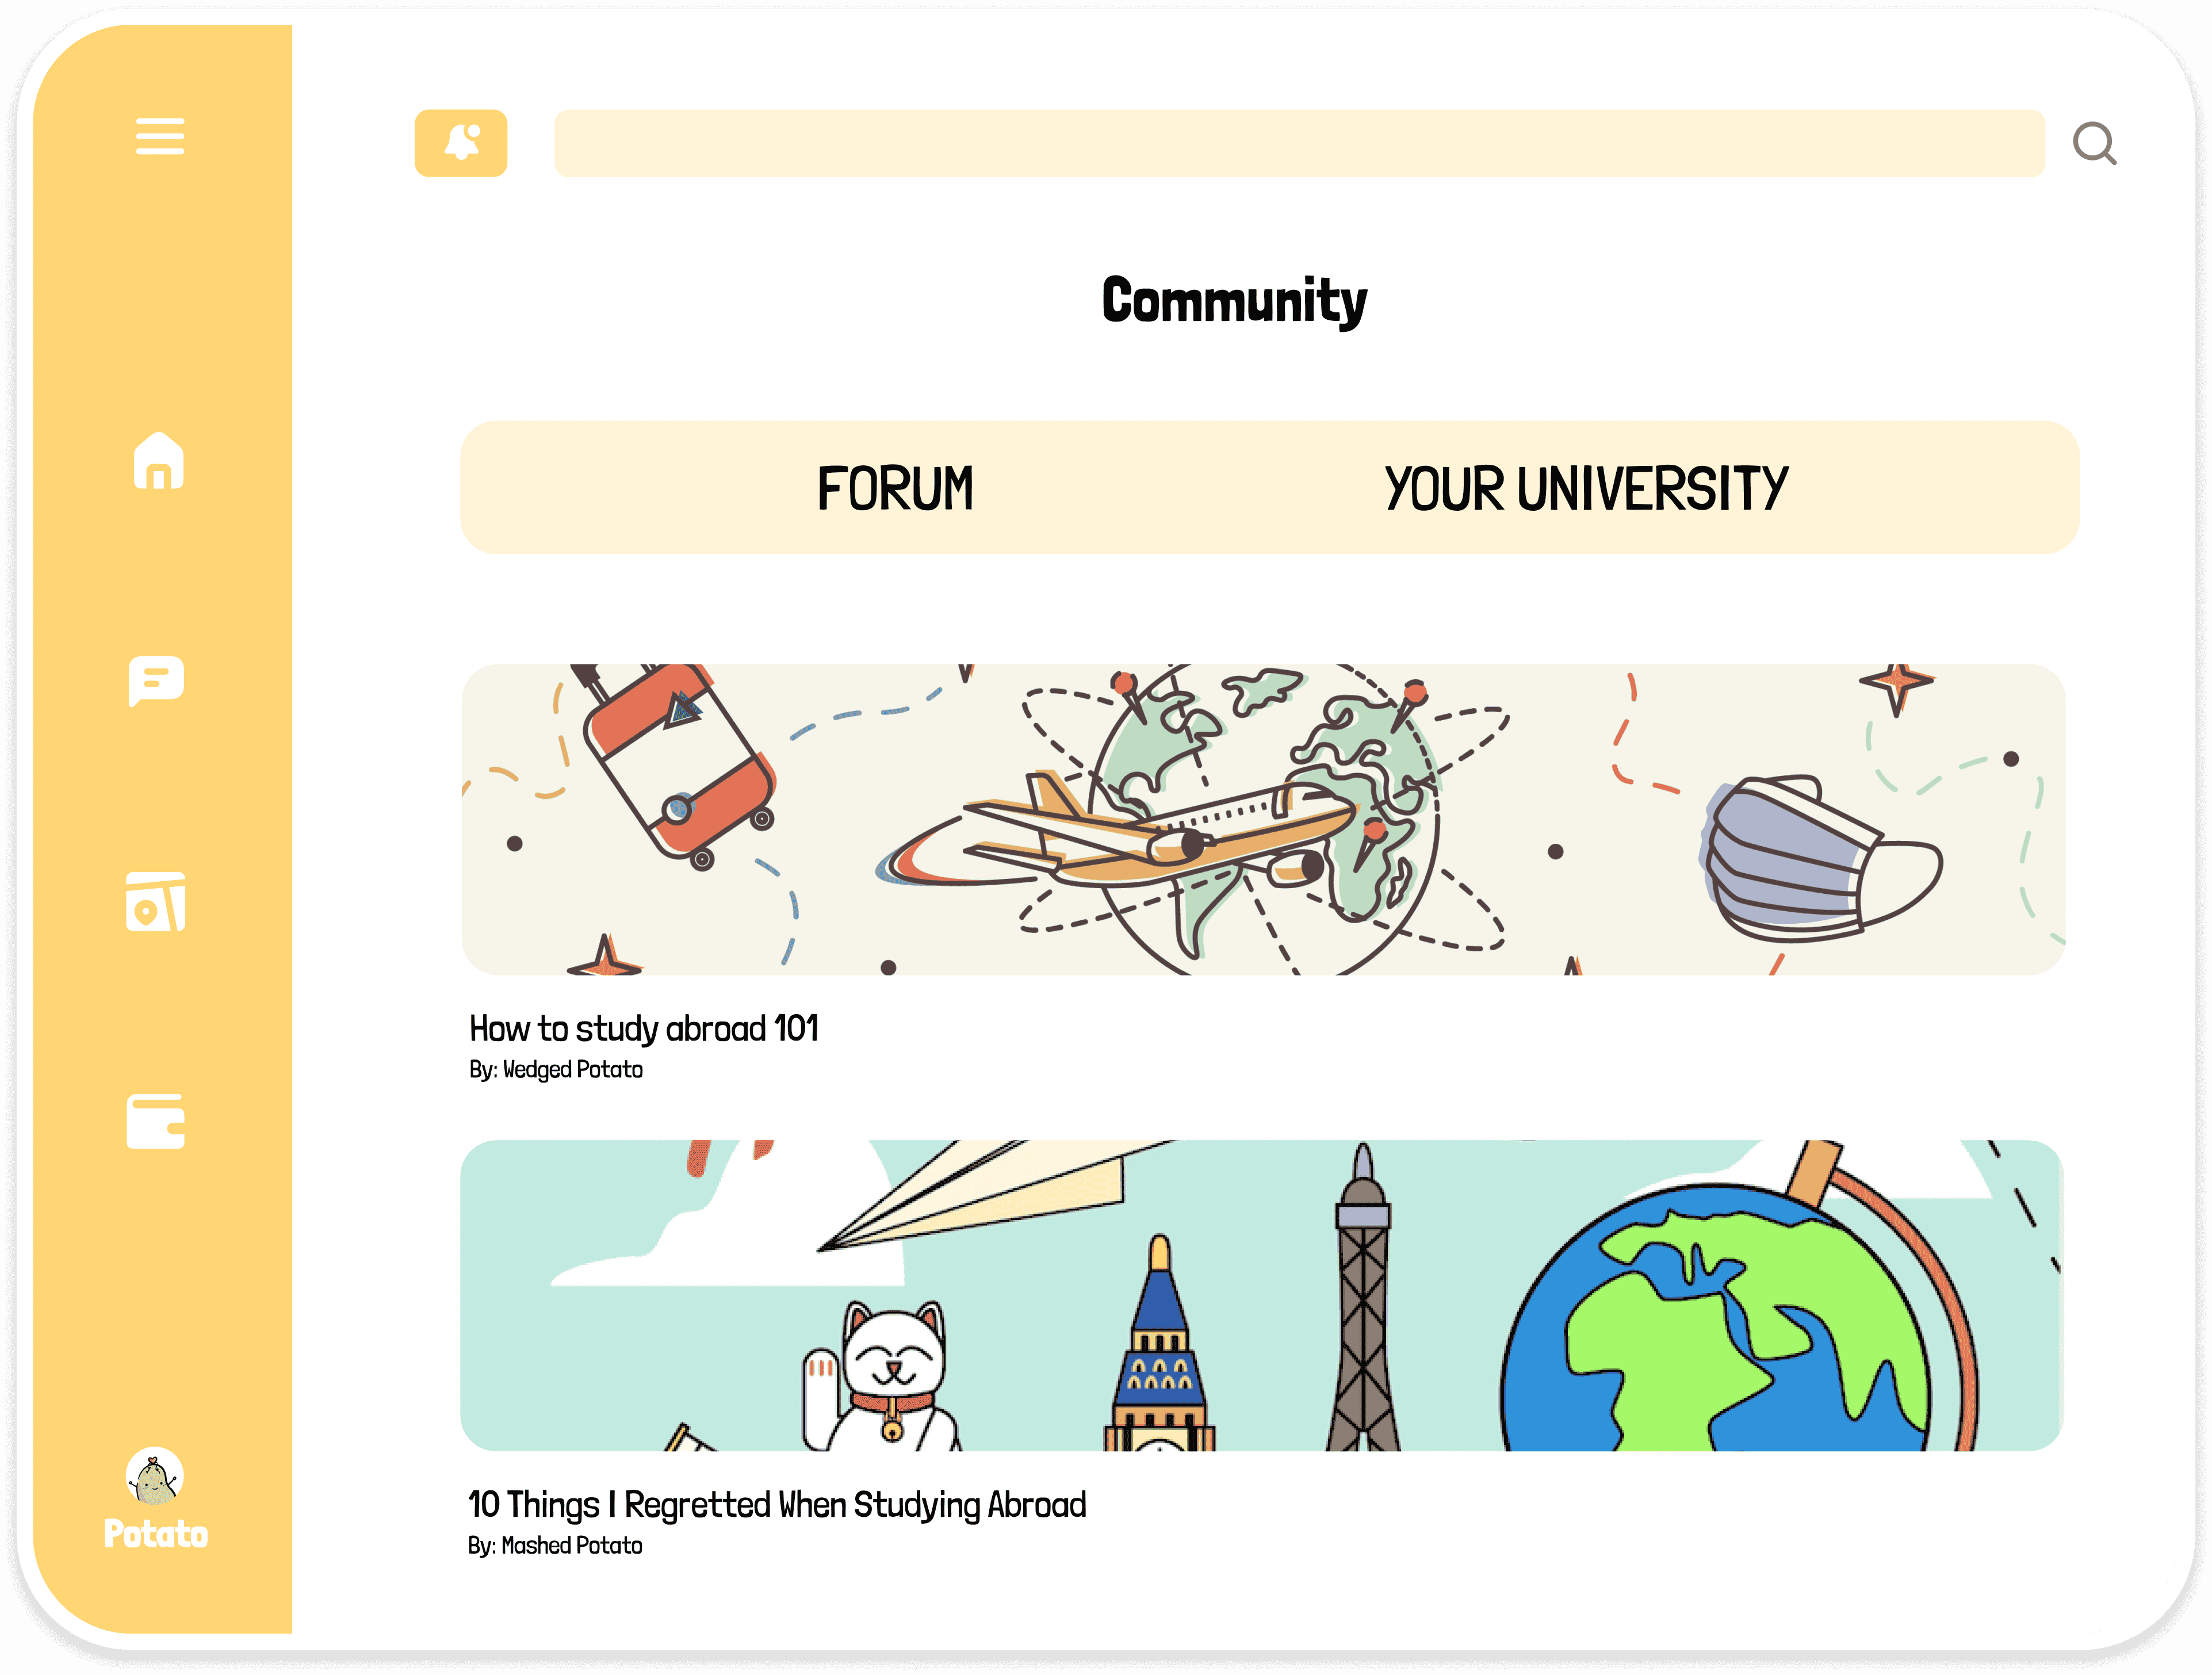 Community
FORUM
YOUR UNIVERSITY
How to study abroad 101
By: Wedged Potato
10 Things I Regretted When Studying Abroad
By: Mashed Potato
Potato